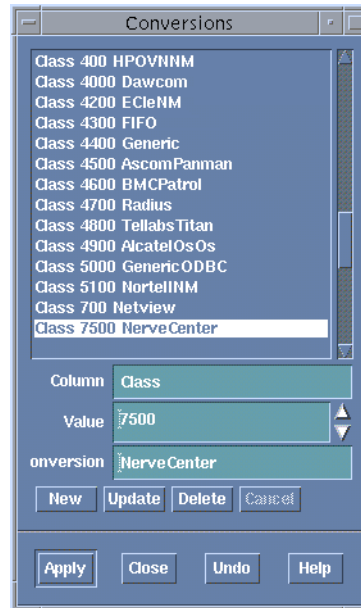 Conversions
Class 400 HPOVNNM
Class 4000 Dawcom
Class 4200 ECIeNM
Class 4300 FIFO
Class 4400 Generic
Class 4500 AscomPanman
Class 4600 BMCPatrol
Class 4700 Radius
Class 4800 TellabsTitan
Class 4900 AlcatelOsOs
Class 5000 GenericODBC
Class 5100 NortelINM
Class 700 Netview
Class 7500 NerveCenter
Column Class
Value 7500
onversion NerveCenter
New Update Delete Cancel
Apply Close Undo Help